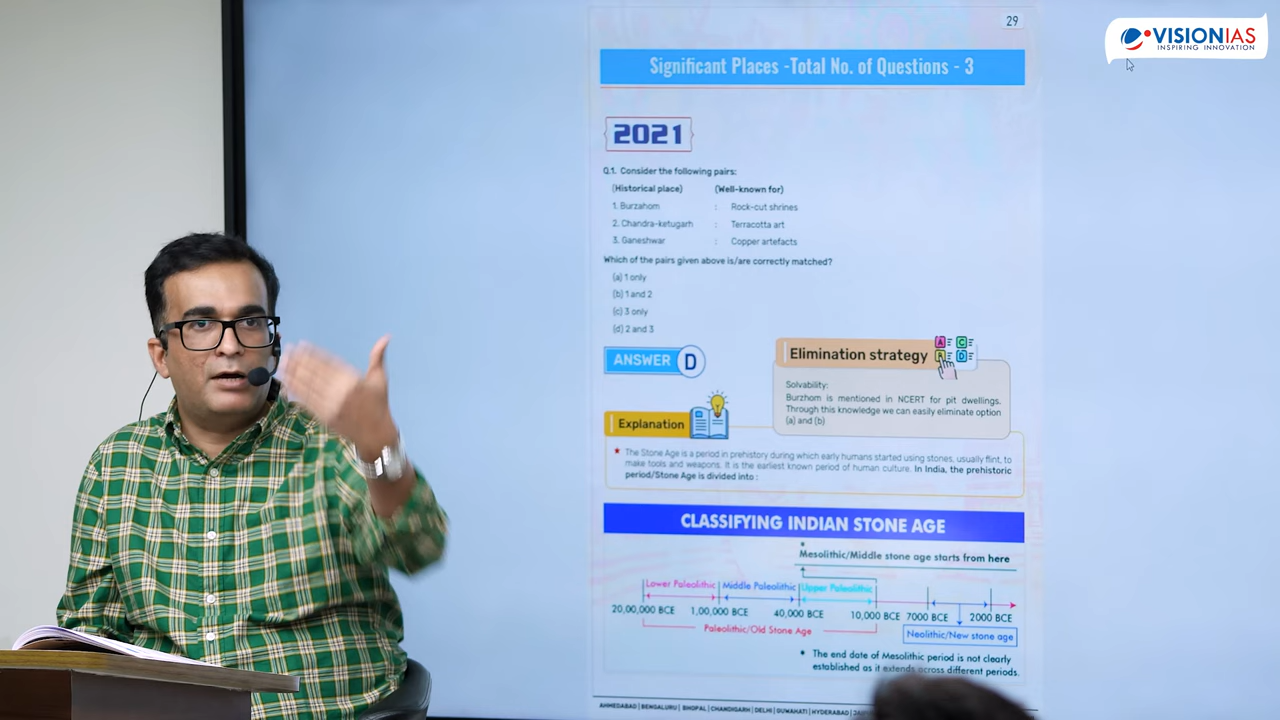 29
VISIONIAS
INSPIRING INNOVATION
Significant Places -Total No. of Questions - 3
2021
Q.1. Consider the following pairs:
(Historical place) (Well-known for)
1. Burzahom : Rock-cut shrines
2. Chandra-ketugarh : Terracotta art
3. Ganeshwar : Copper artefacts
Which of the pairs given above is/are correctly matched?
(a) 1 only
(b) 1 and 2
(c) 3 only
(d) 2 and 3
ANSWER D
Elimination strategy
A C
B D
Solvability:
Burzhom is mentioned in NCERT for pit dwellings.
Through this knowledge we can easily eliminate option
(a) and (b)
Explanation
★ The Stone Age is a period in prehistory during which early humans started using stones, usually flint, to
make tools and weapons. It is the earliest known period of human culture. In India, the prehistoric
period/Stone Age is divided into :
CLASSIFYING INDIAN STONE AGE
* Mesolithic/Middle stone age starts from here
Lower Paleolithic Middle Paleolithic Upper Paleolithic
20,00,000 BCE 1,00,000 BCE 40,000 BCE 10,000 BCE 7000 BCE 2000 BCE
Paleolithic/Old Stone Age
Neolithic/New stone age
* The end date of Mesolithic period is not clearly
established as it extends across different periods.
AHMEDABAD | BENGALURU | BHOPAL | CHANDIGARH | DELHI | GUWAHATI | HYDERABAD |